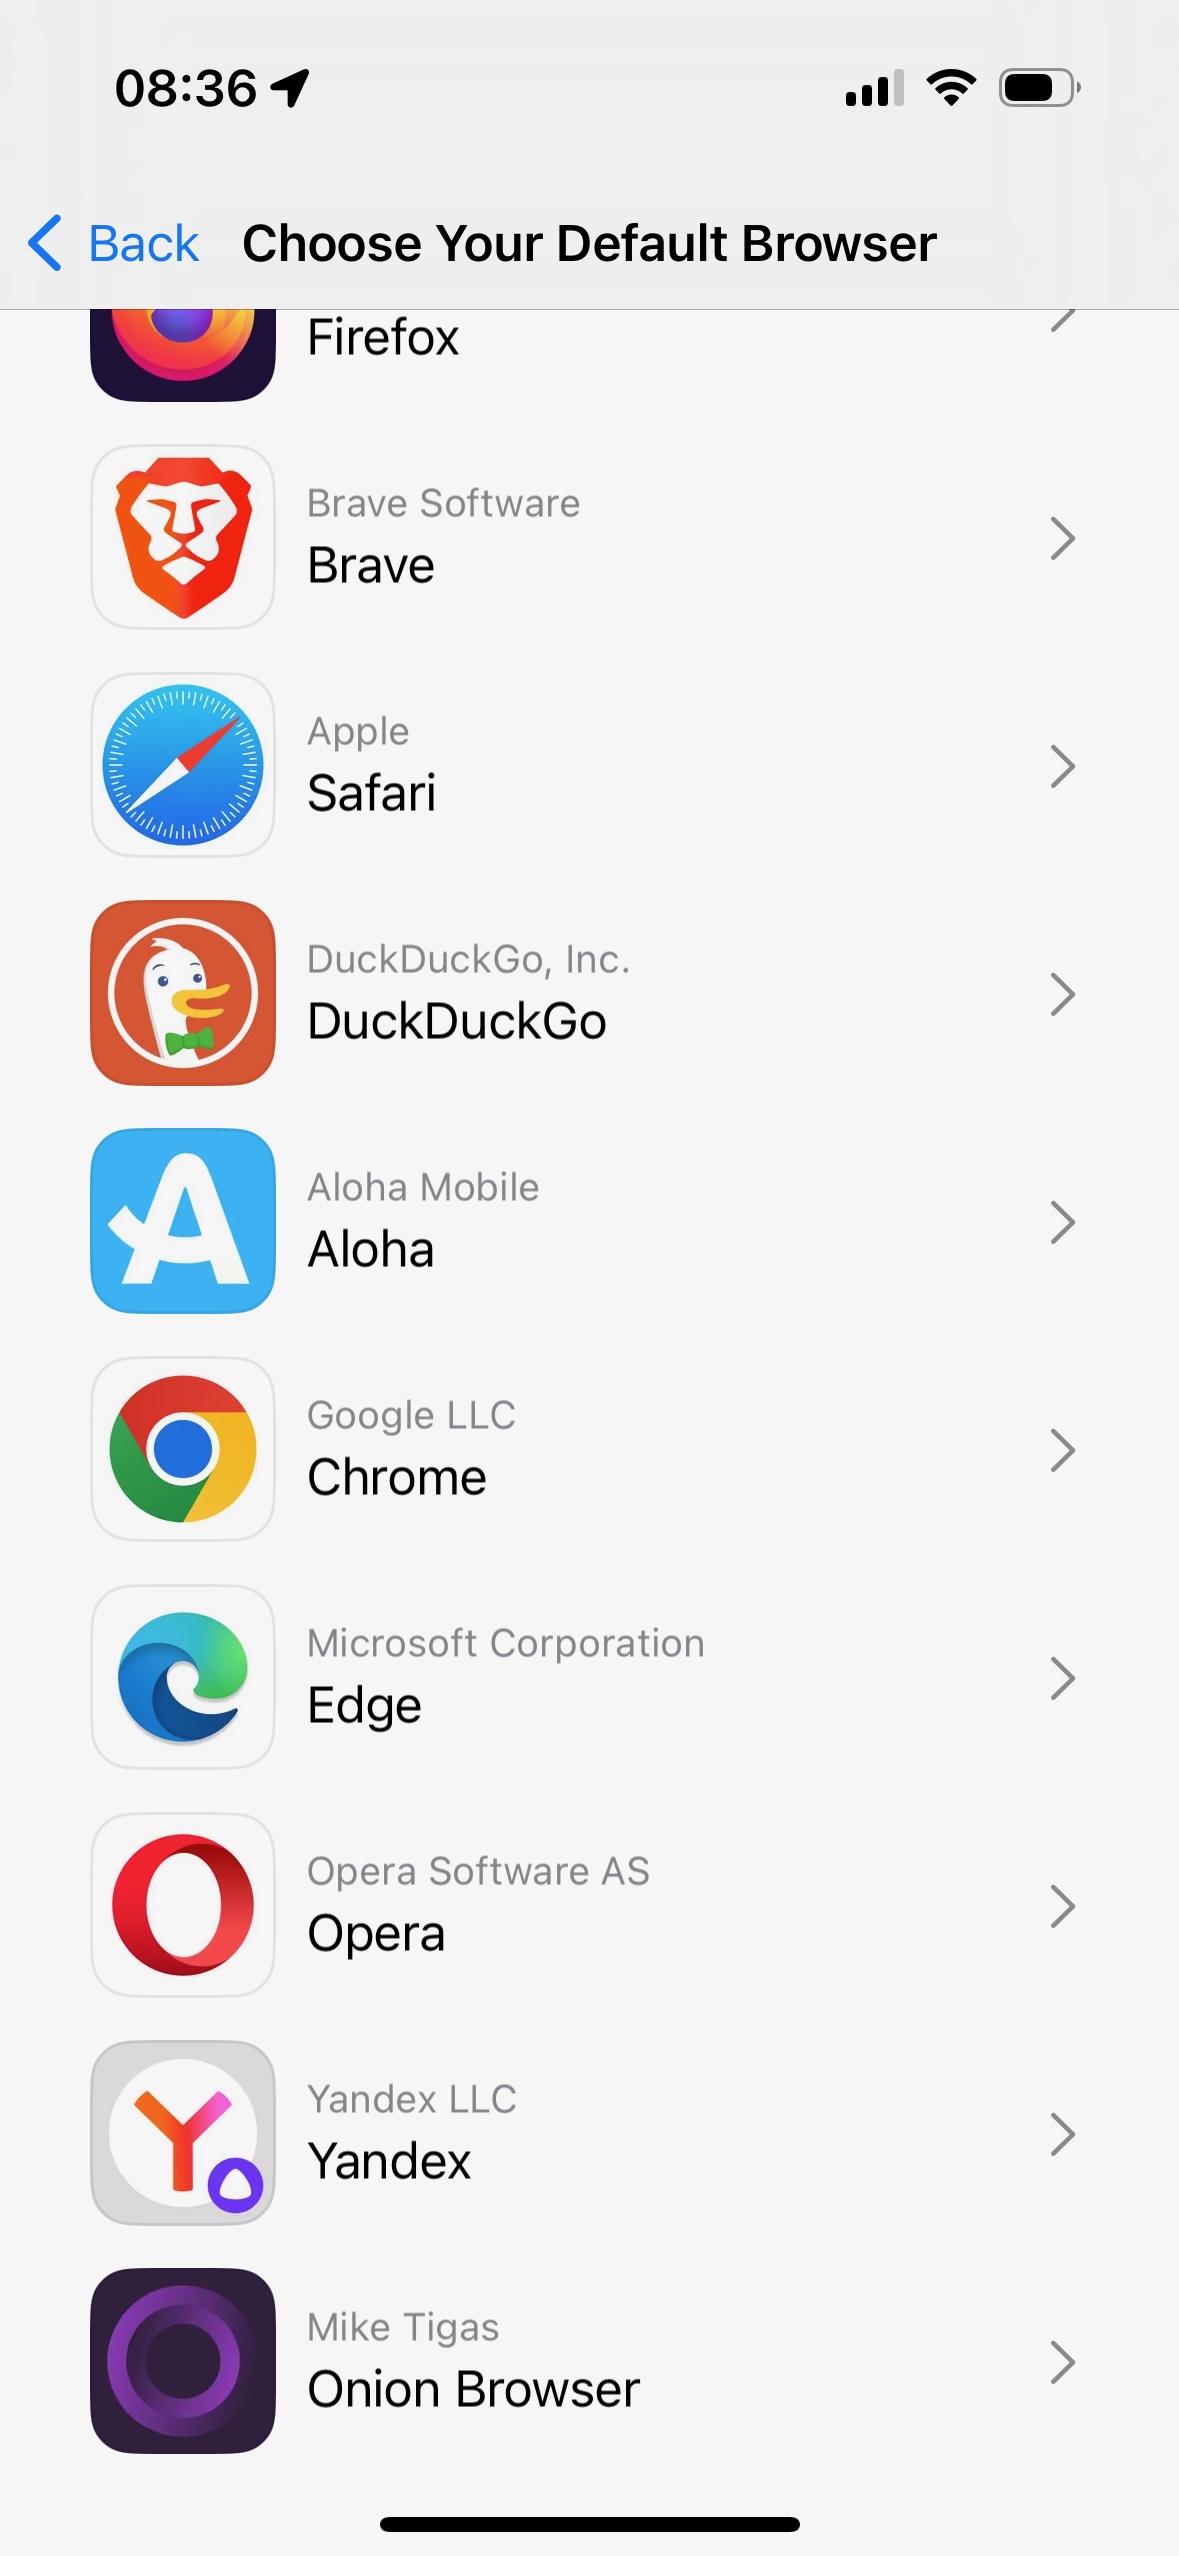 08:36
Back
Choose Your Default Browser
Firefox
Brave Software
Brave
Apple
Safari
DuckDuckGo, Inc.
DuckDuckGo
Aloha Mobile
Aloha
Google LLC
Chrome
Microsoft Corporation
Edge
Opera Software AS
Opera
Yandex LLC
Yandex
Mike Tigas
Onion Browser